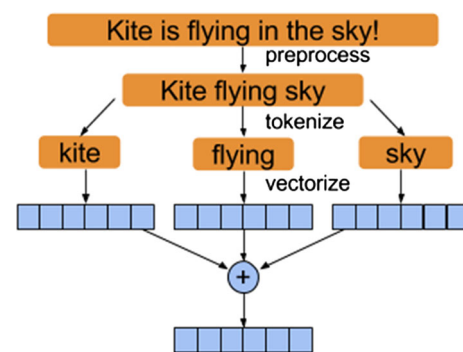 Kite is flying in the sky!
preprocess
Kite flying sky
tokenize
kite
flying
sky
vectorize
+